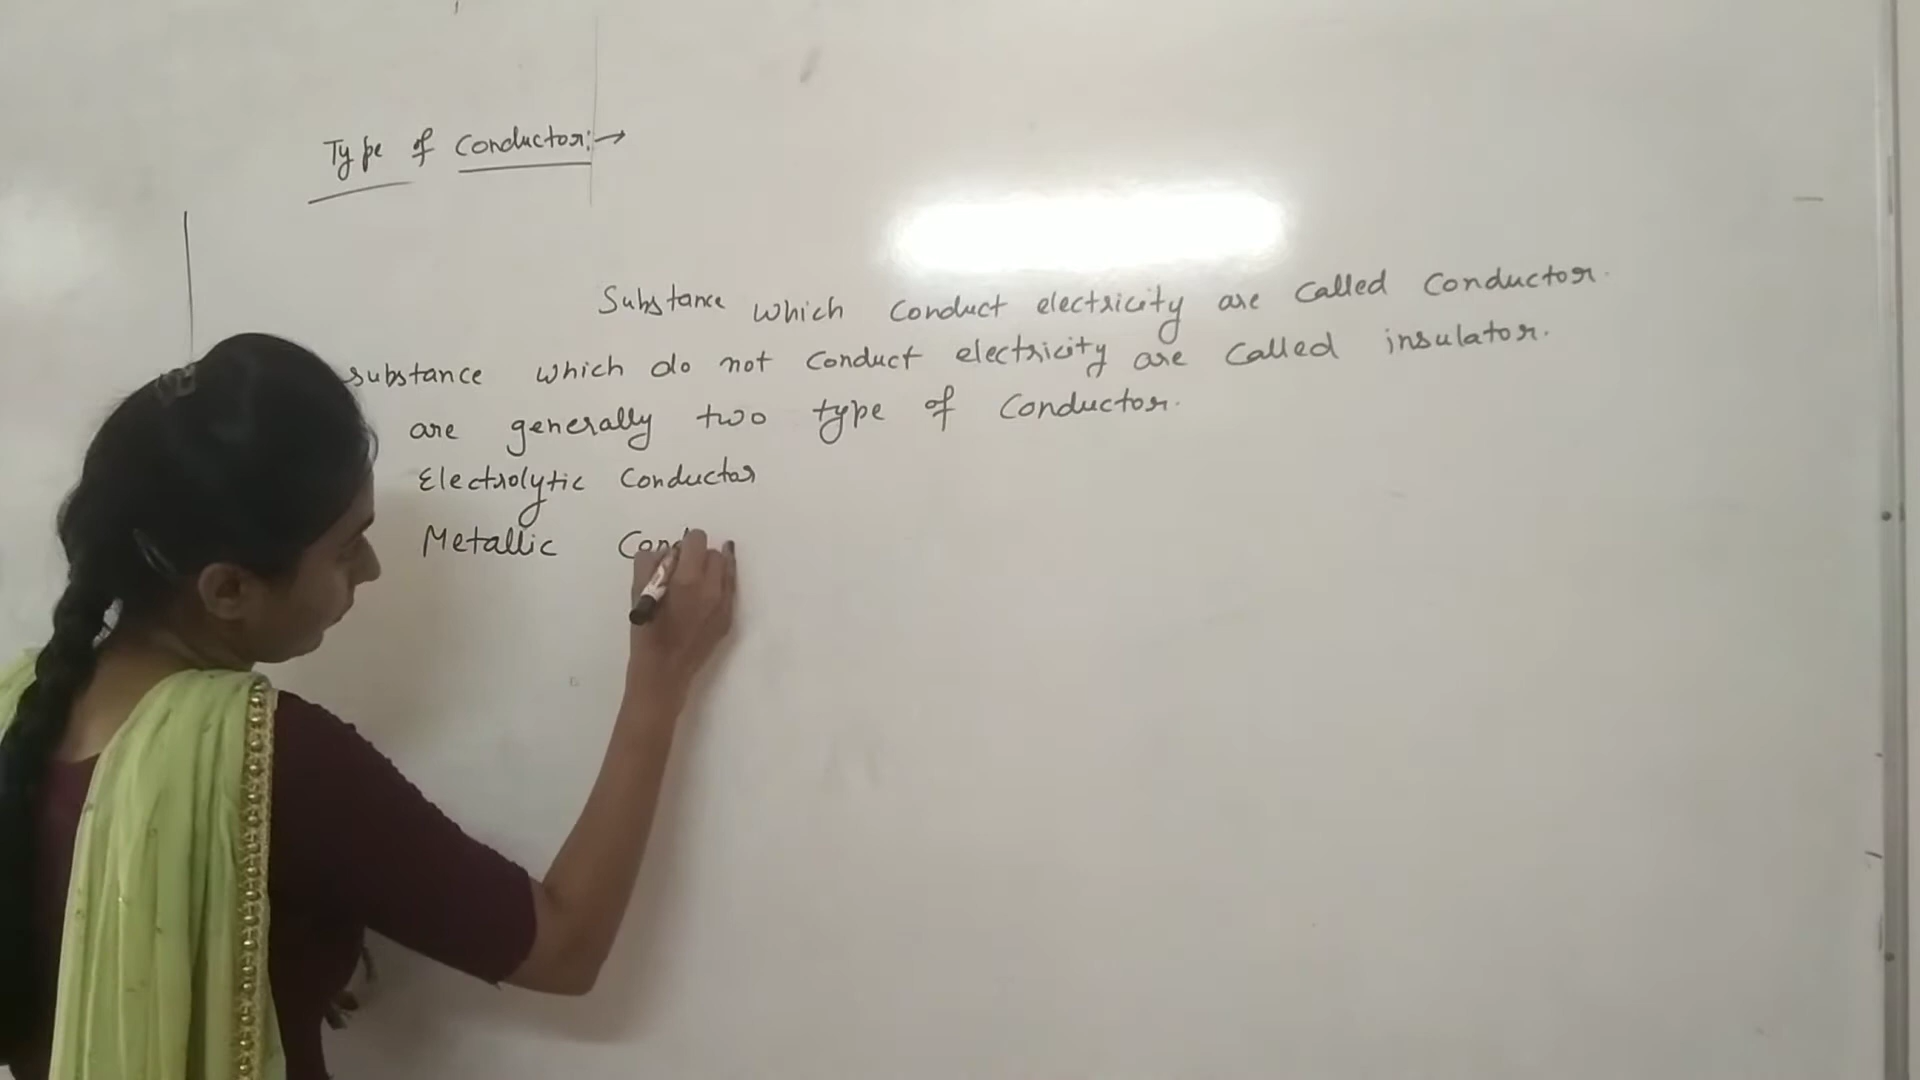 Type of Conductor:→
Substance which conduct electricity are called conductor.
substance which do not conduct electricity are called insulator.
are generally two type of Conductor.
Electrolytic Conductor
Metallic